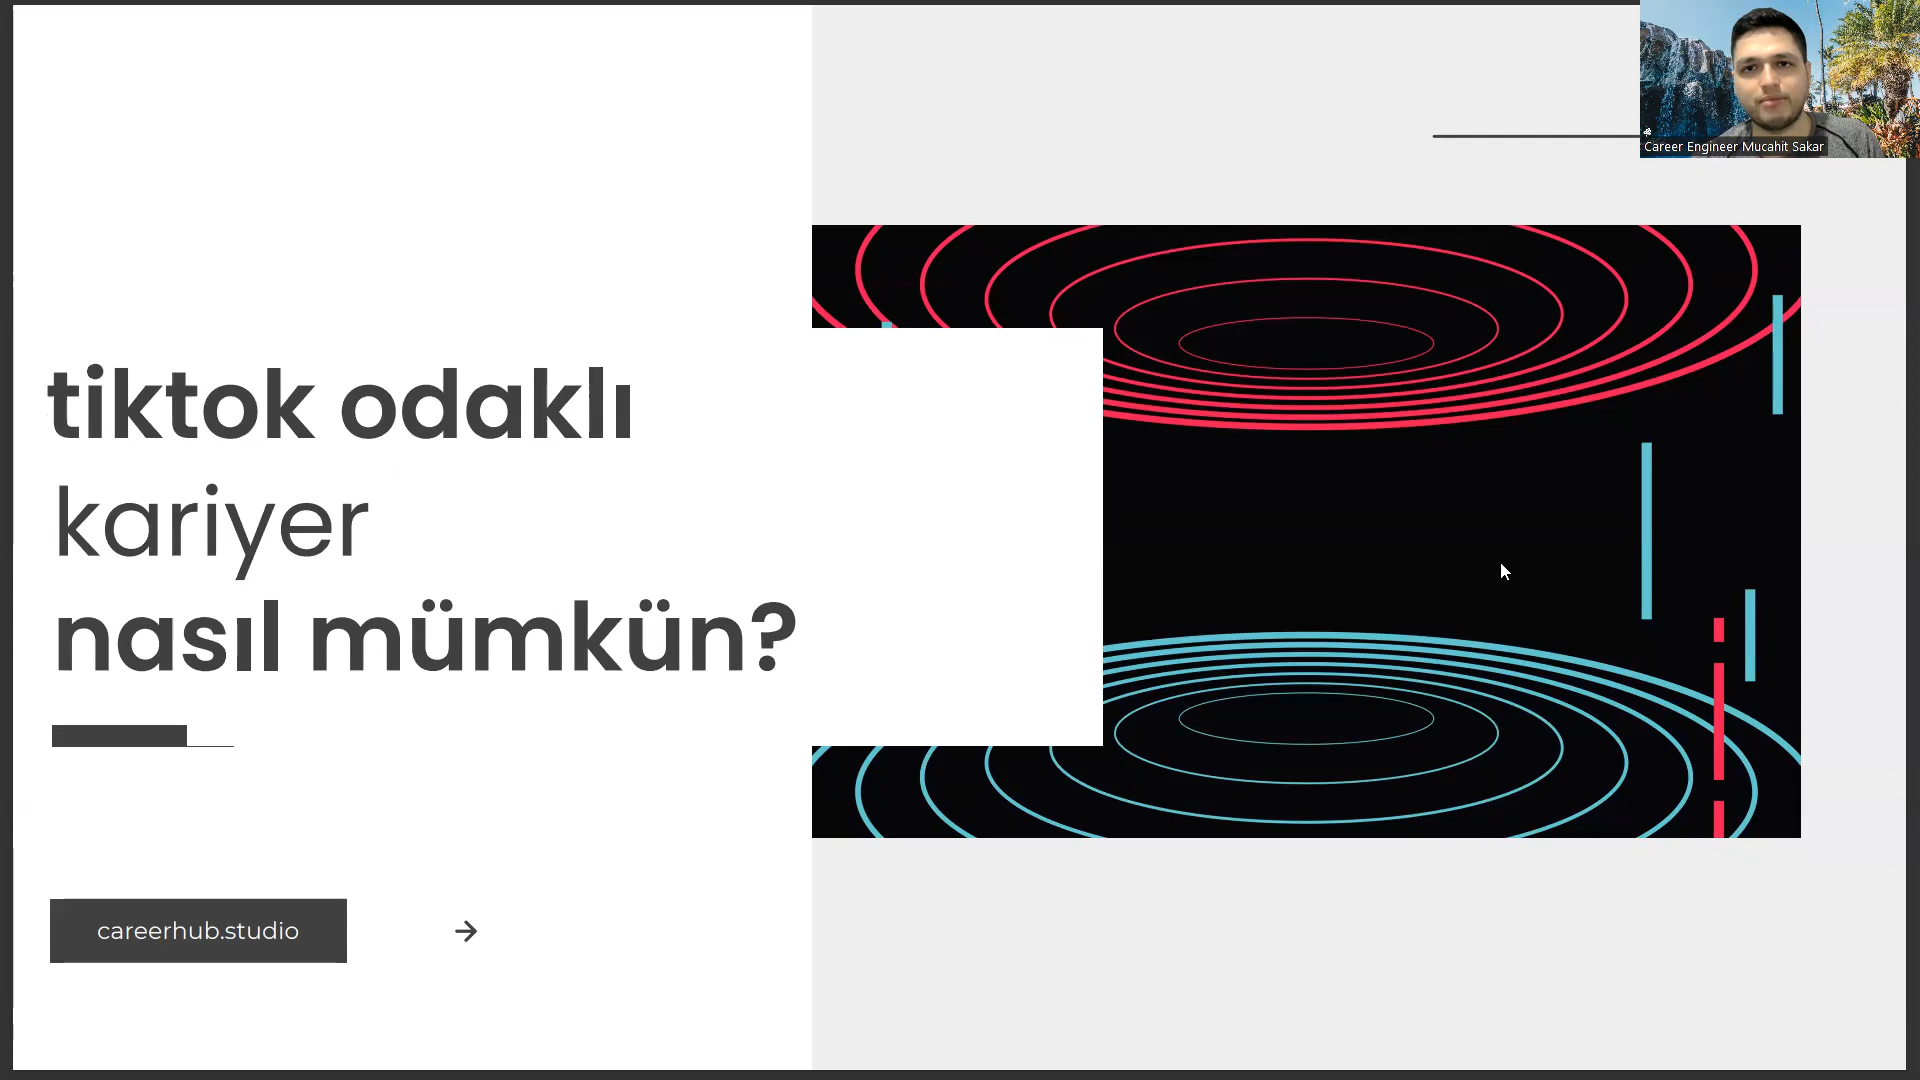 Career Engineer Mucahit Sakar
tiktok odaklı
kariyer
nasıl mümkün?
careerhub.studio